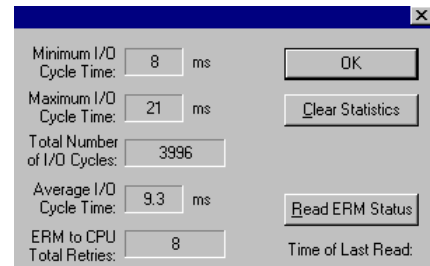 Minimum I/O
Cycle Time: 8 ms
OK
Maximum I/O
Cycle Time: 21 ms
Clear Statistics
Total Number
of I/O Cycles: 3996
Average I/O
Cycle Time: 9.3 ms
Read ERM Status
ERM to CPU
Total Retries: 8
Time of Last Read: